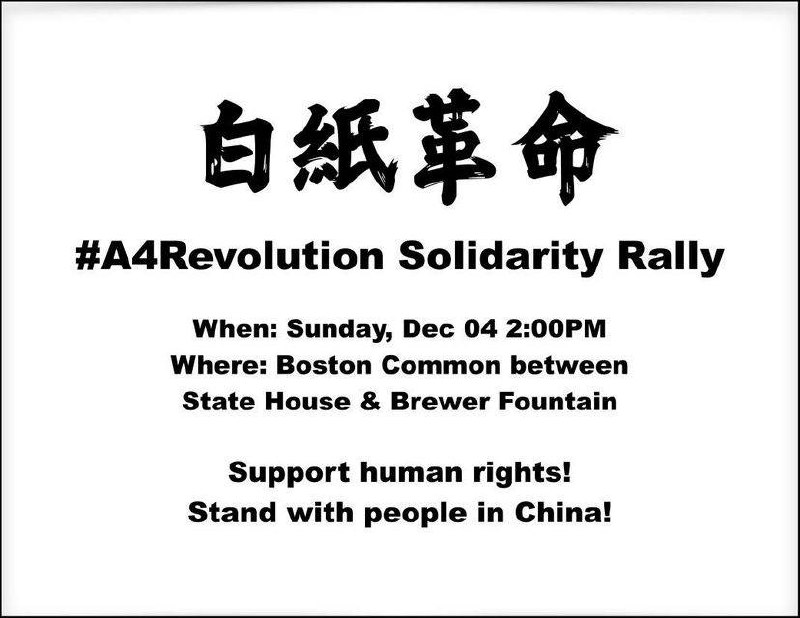 白紙革命
#A4Revolution Solidarity Rally
When: Sunday, Dec 04 2:00PM
Where: Boston Common between
State House & Brewer Fountain
Support human rights!
Stand with people in China!